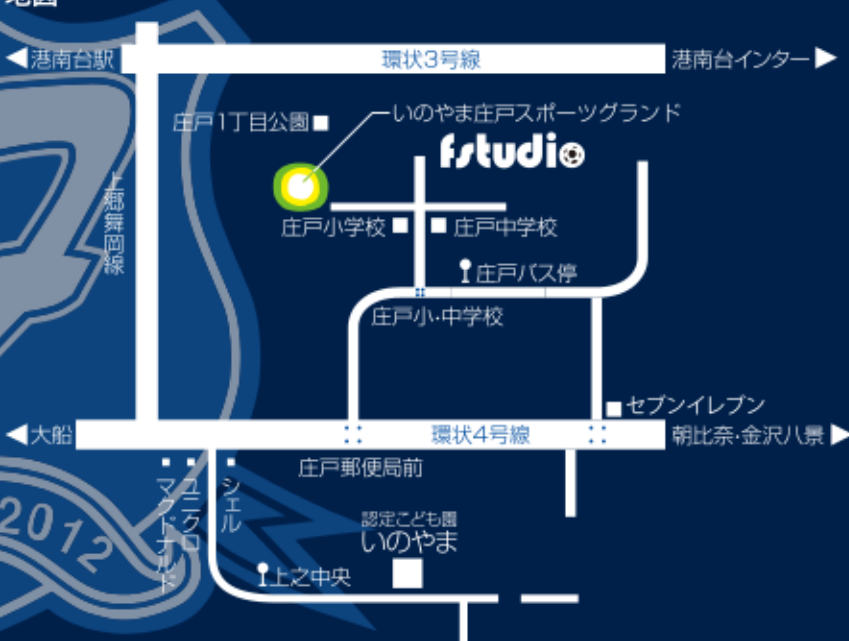 地図
◀港南台駅
環状3号線
港南台インター▶
庄戸1丁目公園■
いのやま庄戸スポーツグランド
fstudio
上郷舞岡線
庄戸小学校■
■庄戸中学校
庄戸バス停
庄戸小・中学校
■セブンイレブン
◀大船
環状4号線
朝比奈・金沢八景▶
庄戸郵便局前
マクドナルド
ユニクロ
シェル
2012
認定こども園
いのやま
上之中央